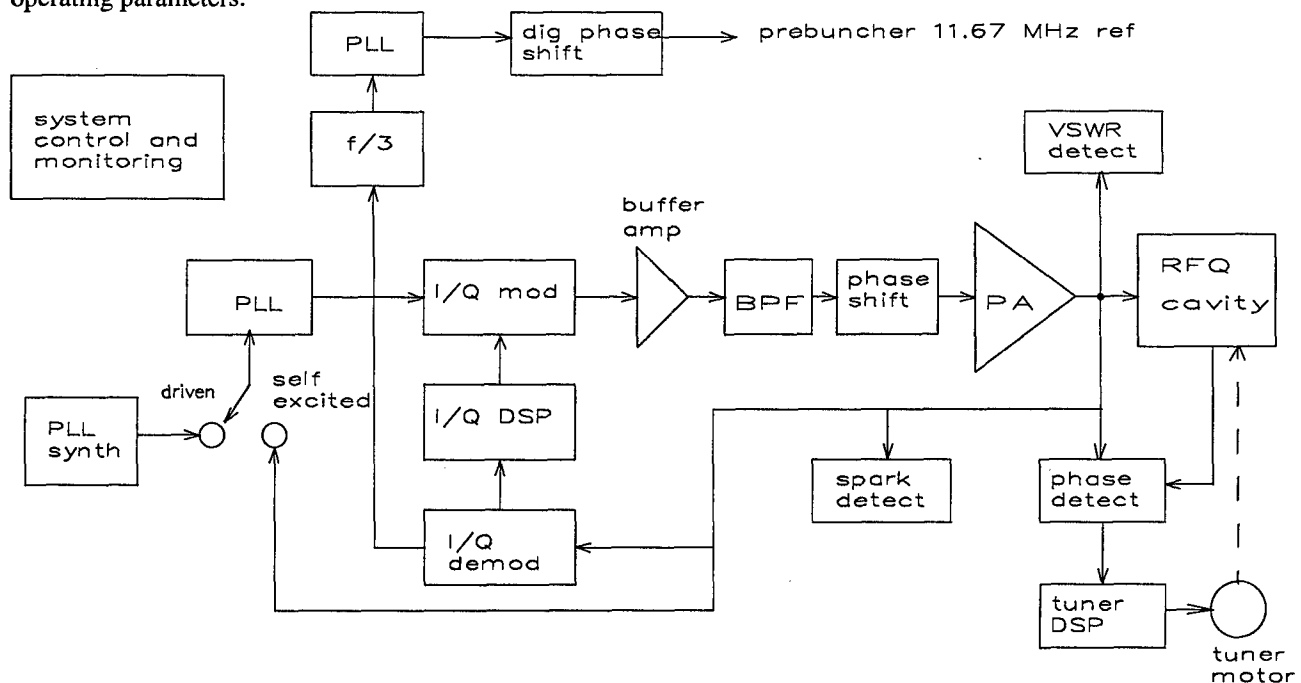 operating parameters.
PLL
dig phase
shift
prebuncher 11.67 MHz ref
system
control and
monitoring
f/3
VSWR
detect
buffer
amp
PLL
I/Q mod
BPF
phase
shift
PA
RFQ
cavity
driven
self
excited
PLL
synth
I/Q DSP
spark
detect
phase
detect
I/Q
demod
tuner
DSP
tuner
motor